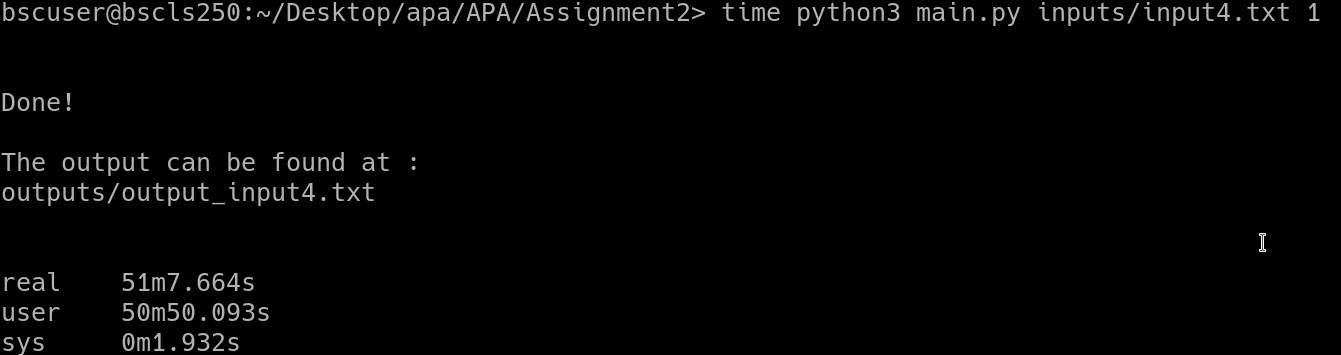 bscuser@bscls250:~/Desktop/apa/APA/Assignment2> time python3 main.py inputs/input4.txt 1
Done!
The output can be found at :
outputs/output_input4.txt
real    51m7.664s
user    50m50.093s
sys     0m1.932s